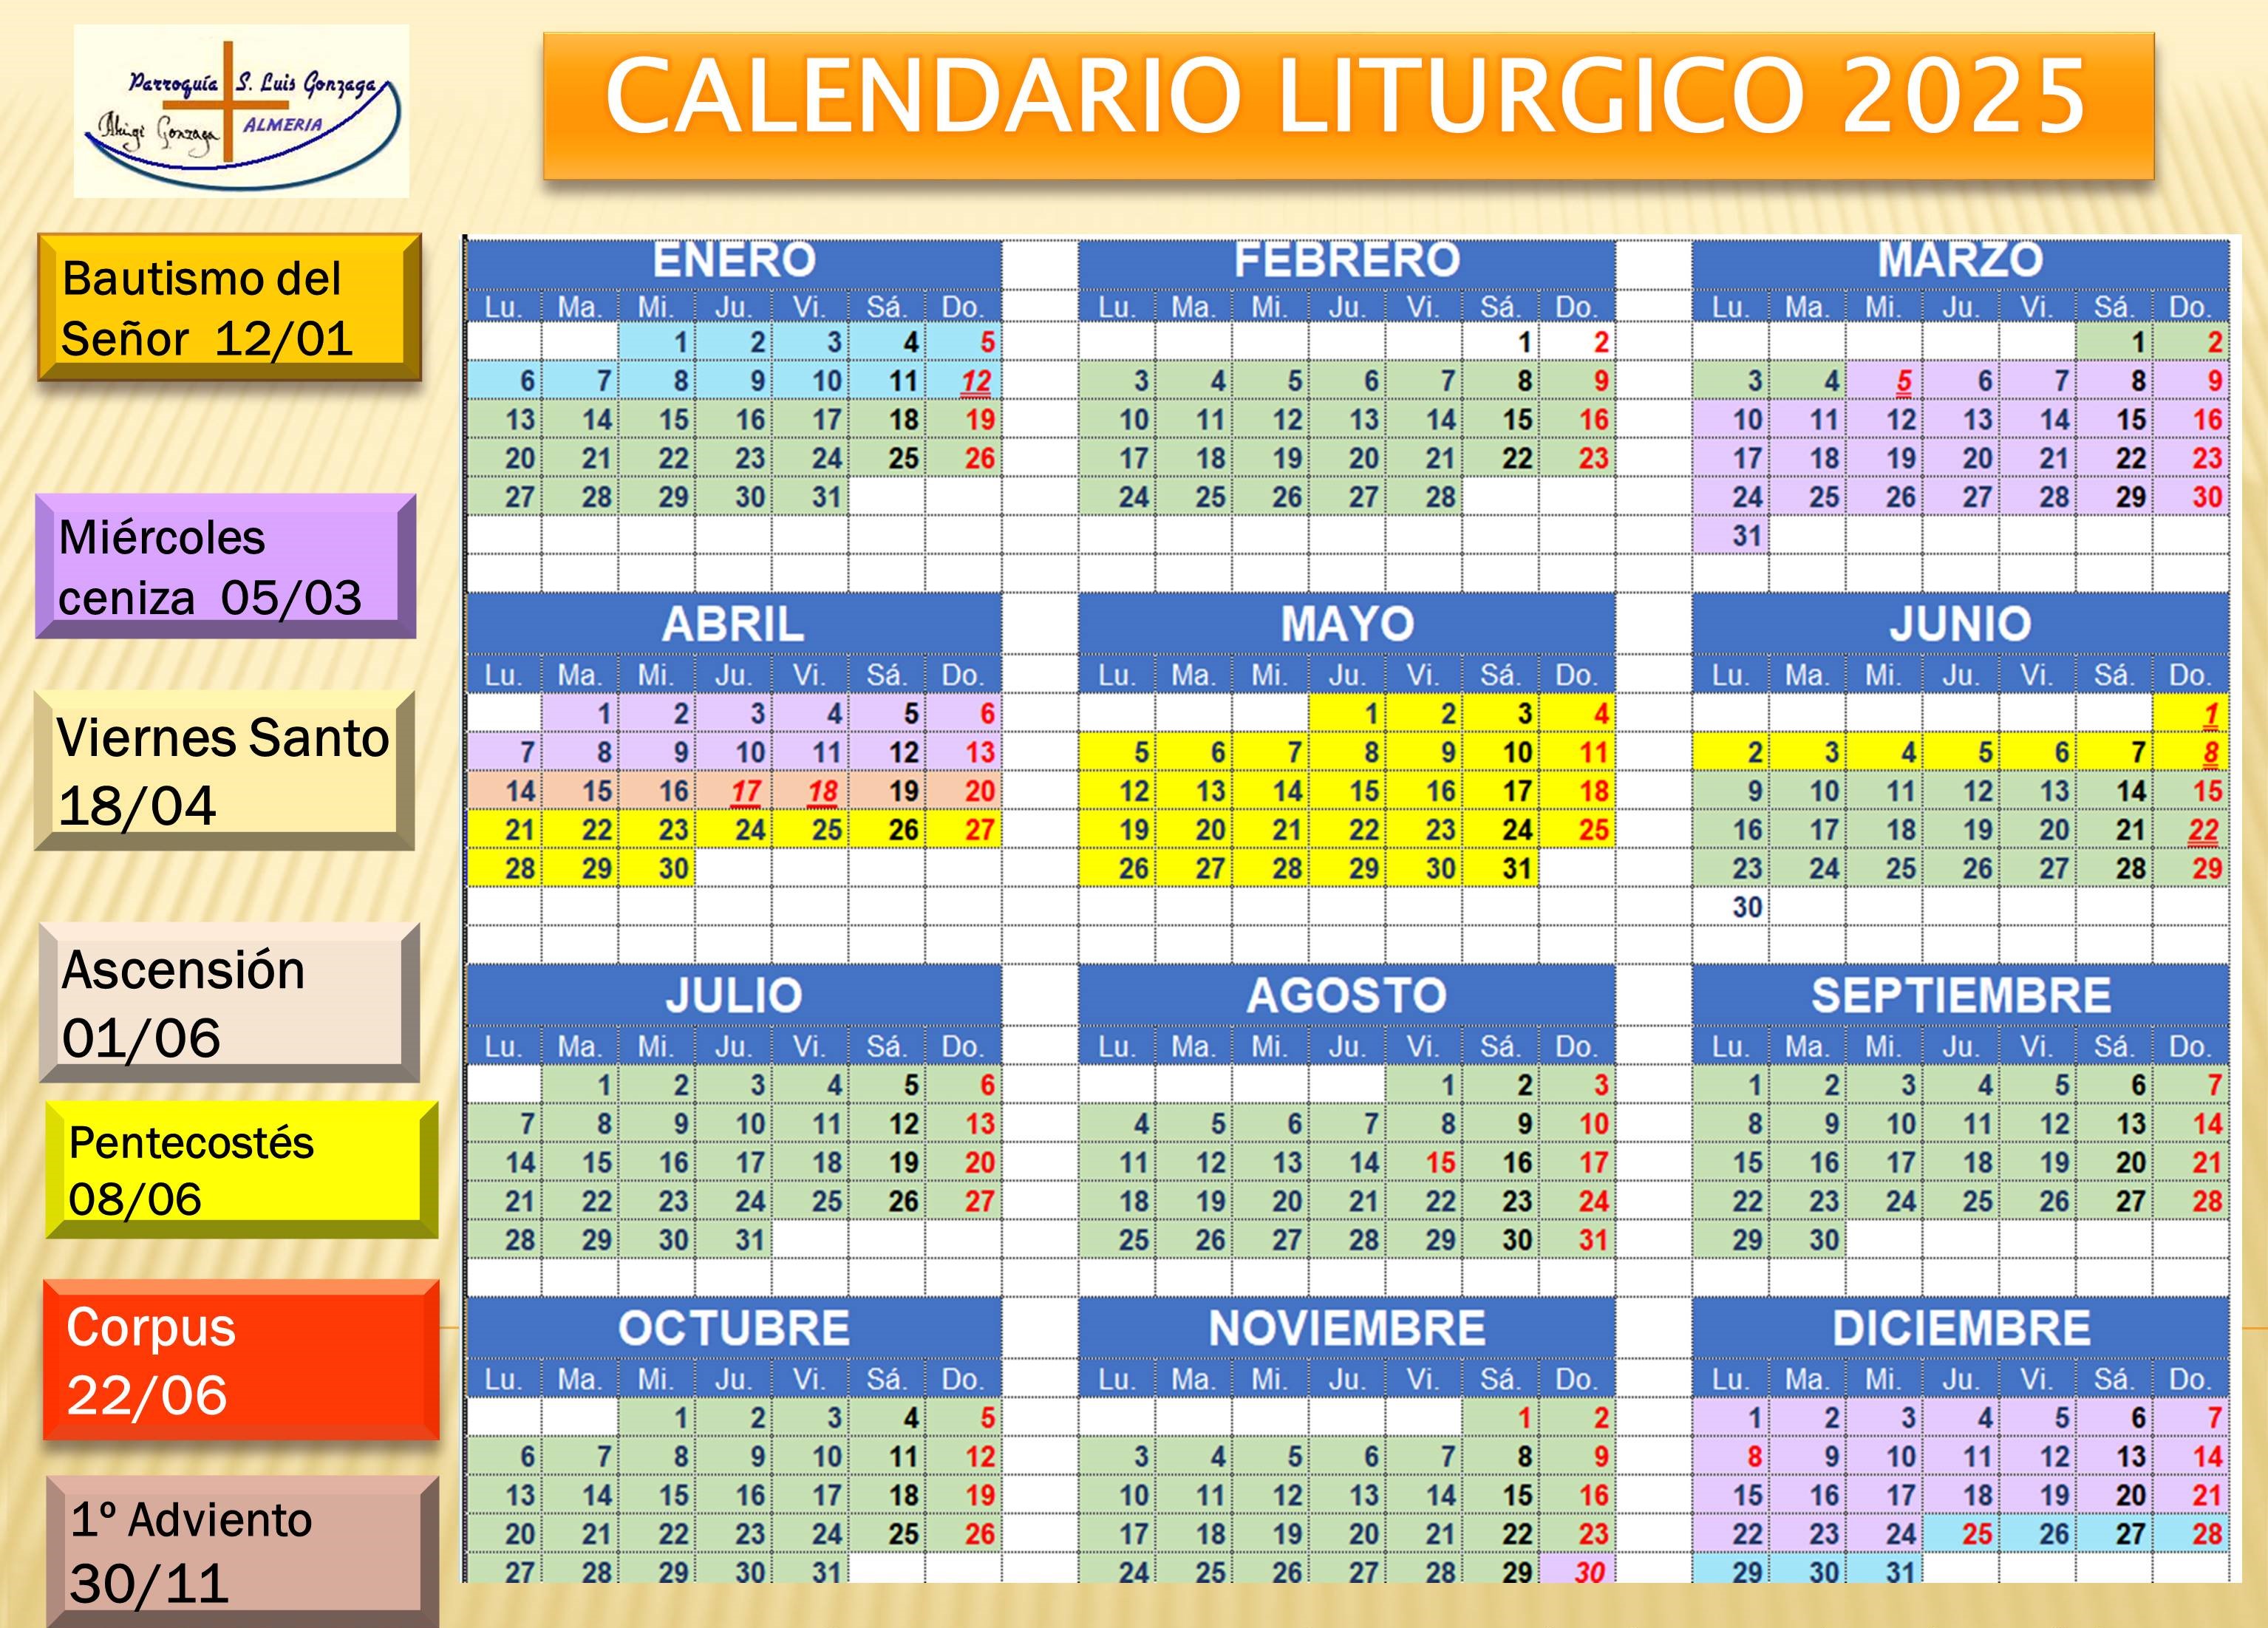 Parroquía S. Luis Gonzaga
Gonzaga ALMERIA
CALENDARIO LITURGICO 2025
Bautismo del
Señor 12/01
Miércoles
ceniza 05/03
Viernes Santo
18/04
Ascensión
01/06
Pentecostés
08/06
Corpus
22/06
1º Adviento
30/11
ENERO FEBRERO MARZO
Lu. Ma. Mi. Ju. Vi. Sá. Do. Lu. Ma. Mi. Ju. Vi. Sá. Do. Lu. Ma. Mi. Ju. Vi. Sá. Do.
1 2 3 4 5 1 2 1 2
6 7 8 9 10 11 12 3 4 5 6 7 8 9 3 4 5 6 7 8 9
13 14 15 16 17 18 19 10 11 12 13 14 15 16 10 11 12 13 14 15 16
20 21 22 23 24 25 26 17 18 19 20 21 22 23 17 18 19 20 21 22 23
27 28 29 30 31 24 25 26 27 28 24 25 26 27 28 29 30
31
ABRIL MAYO JUNIO
Lu. Ma. Mi. Ju. Vi. Sá. Do. Lu. Ma. Mi. Ju. Vi. Sá. Do. Lu. Ma. Mi. Ju. Vi. Sá. Do.
1 2 3 4 5 6 1 2 3 4 1
7 8 9 10 11 12 13 5 6 7 8 9 10 11 2 3 4 5 6 7 8
14 15 16 17 18 19 20 12 13 14 15 16 17 18 9 10 11 12 13 14 15
21 22 23 24 25 26 27 19 20 21 22 23 24 25 16 17 18 19 20 21 22
28 29 30 26 27 28 29 30 31 23 24 25 26 27 28 29
30
JULIO AGOSTO SEPTIEMBRE
Lu. Ma. Mi. Ju. Vi. Sá. Do. Lu. Ma. Mi. Ju. Vi. Sá. Do. Lu. Ma. Mi. Ju. Vi. Sá. Do.
1 2 3 4 5 6 1 2 3 1 2 3 4 5 6 7
7 8 9 10 11 12 13 4 5 6 7 8 9 10 8 9 10 11 12 13 14
14 15 16 17 18 19 20 11 12 13 14 15 16 17 15 16 17 18 19 20 21
21 22 23 24 25 26 27 18 19 20 21 22 23 24 22 23 24 25 26 27 28
28 29 30 31 25 26 27 28 29 30 31 29 30
OCTUBRE NOVIEMBRE DICIEMBRE
Lu. Ma. Mi. Ju. Vi. Sá. Do. Lu. Ma. Mi. Ju. Vi. Sá. Do. Lu. Ma. Mi. Ju. Vi. Sá. Do.
1 2 3 4 5 1 2 1 2 3 4 5 6 7
6 7 8 9 10 11 12 3 4 5 6 7 8 9 8 9 10 11 12 13 14
13 14 15 16 17 18 19 10 11 12 13 14 15 16 15 16 17 18 19 20 21
20 21 22 23 24 25 26 17 18 19 20 21 22 23 22 23 24 25 26 27 28
27 28 29 30 31 24 25 26 27 28 29 30 29 30 31